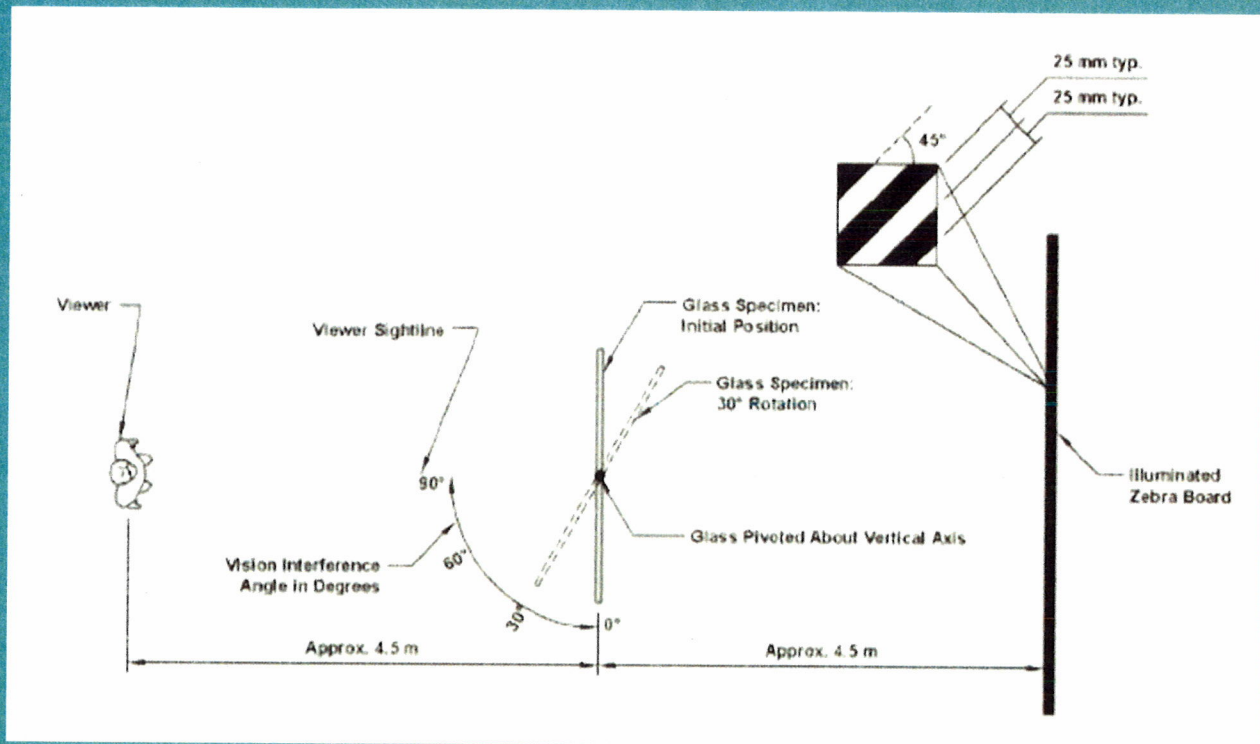 25 mm typ.
25 mm typ.
45°
Viewer
Viewer Sightline
Glass Specimen:
Initial Position
Glass Specimen:
30° Rotation
90°
Illuminated
Zebra Board
Glass Pivoted About Vertical Axis
Vision Interference
Angle in Degrees
60°
30°
0°
Approx. 4.5 m
Approx. 4.5 m